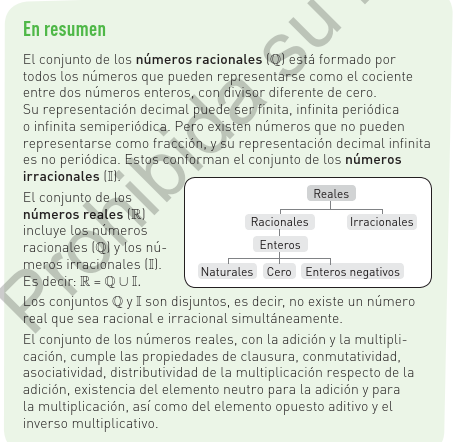 En resumen
El conjunto de los números racionales (ℚ) está formado por
todos los números que pueden representarse como el cociente
entre dos números enteros, con divisor diferente de cero.
Su representación decimal puede ser finita, infinita periódica
o infinita semiperiódica. Pero existen números que no pueden
representarse como fracción, y su representación decimal infinita
es no periódica. Estos conforman el conjunto de los números
irracionales (𝕀).
El conjunto de los
números reales (ℝ)
incluye los números
racionales (ℚ) y los nú-
meros irracionales (𝕀).
Es decir: ℝ = ℚ ∪ 𝕀.
Reales
Racionales Irracionales
Enteros
Naturales Cero Enteros negativos
Los conjuntos ℚ y 𝕀 son disjuntos, es decir, no existe un número
real que sea racional e irracional simultáneamente.
El conjunto de los números reales, con la adición y la multipli-
cación, cumple las propiedades de clausura, conmutatividad,
asociatividad, distributividad de la multiplicación respecto de la
adición, existencia del elemento neutro para la adición y para
la multiplicación, así como del elemento opuesto aditivo y el
inverso multiplicativo.
Prohibida su